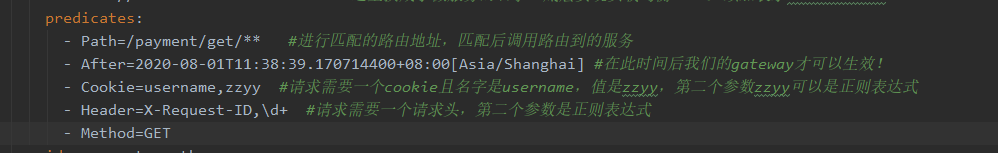 predicates:
- Path=/payment/get/** #进行匹配的路由地址，匹配后调用路由到的服务
- After=2020-08-01T11:38:39.170714400+08:00[Asia/Shanghai] #在此时间后我们的gateway才可以生效！
- Cookie=username,zzyy #请求需要一个cookie且名字是username，值是zzyy，第二个参数zzyy可以是正则表达式
- Header=X-Request-ID,\d+ #请求需要一个请求头，第二个参数是正则表达式
- Method=GET